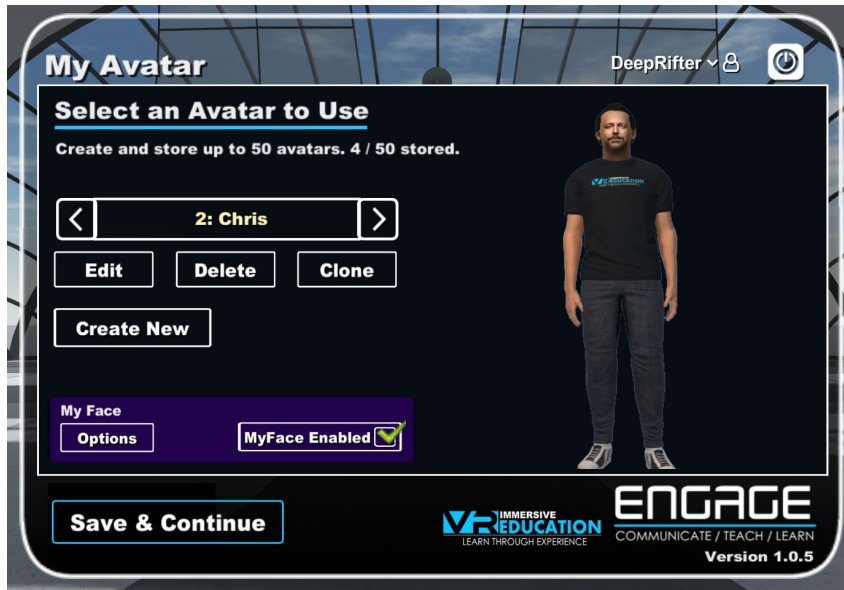 My Avatar
DeepRifter
Select an Avatar to Use
Create and store up to 50 avatars. 4 / 50 stored.
2: Chris
Edit
Delete
Clone
Create New
My Face
Options
MyFace Enabled
Save & Continue
VR IMMERSIVE
EDUCATION
LEARN THROUGH EXPERIENCE
ENGAGE
COMMUNICATE / TEACH / LEARN
Version 1.0.5
VREDUCATION